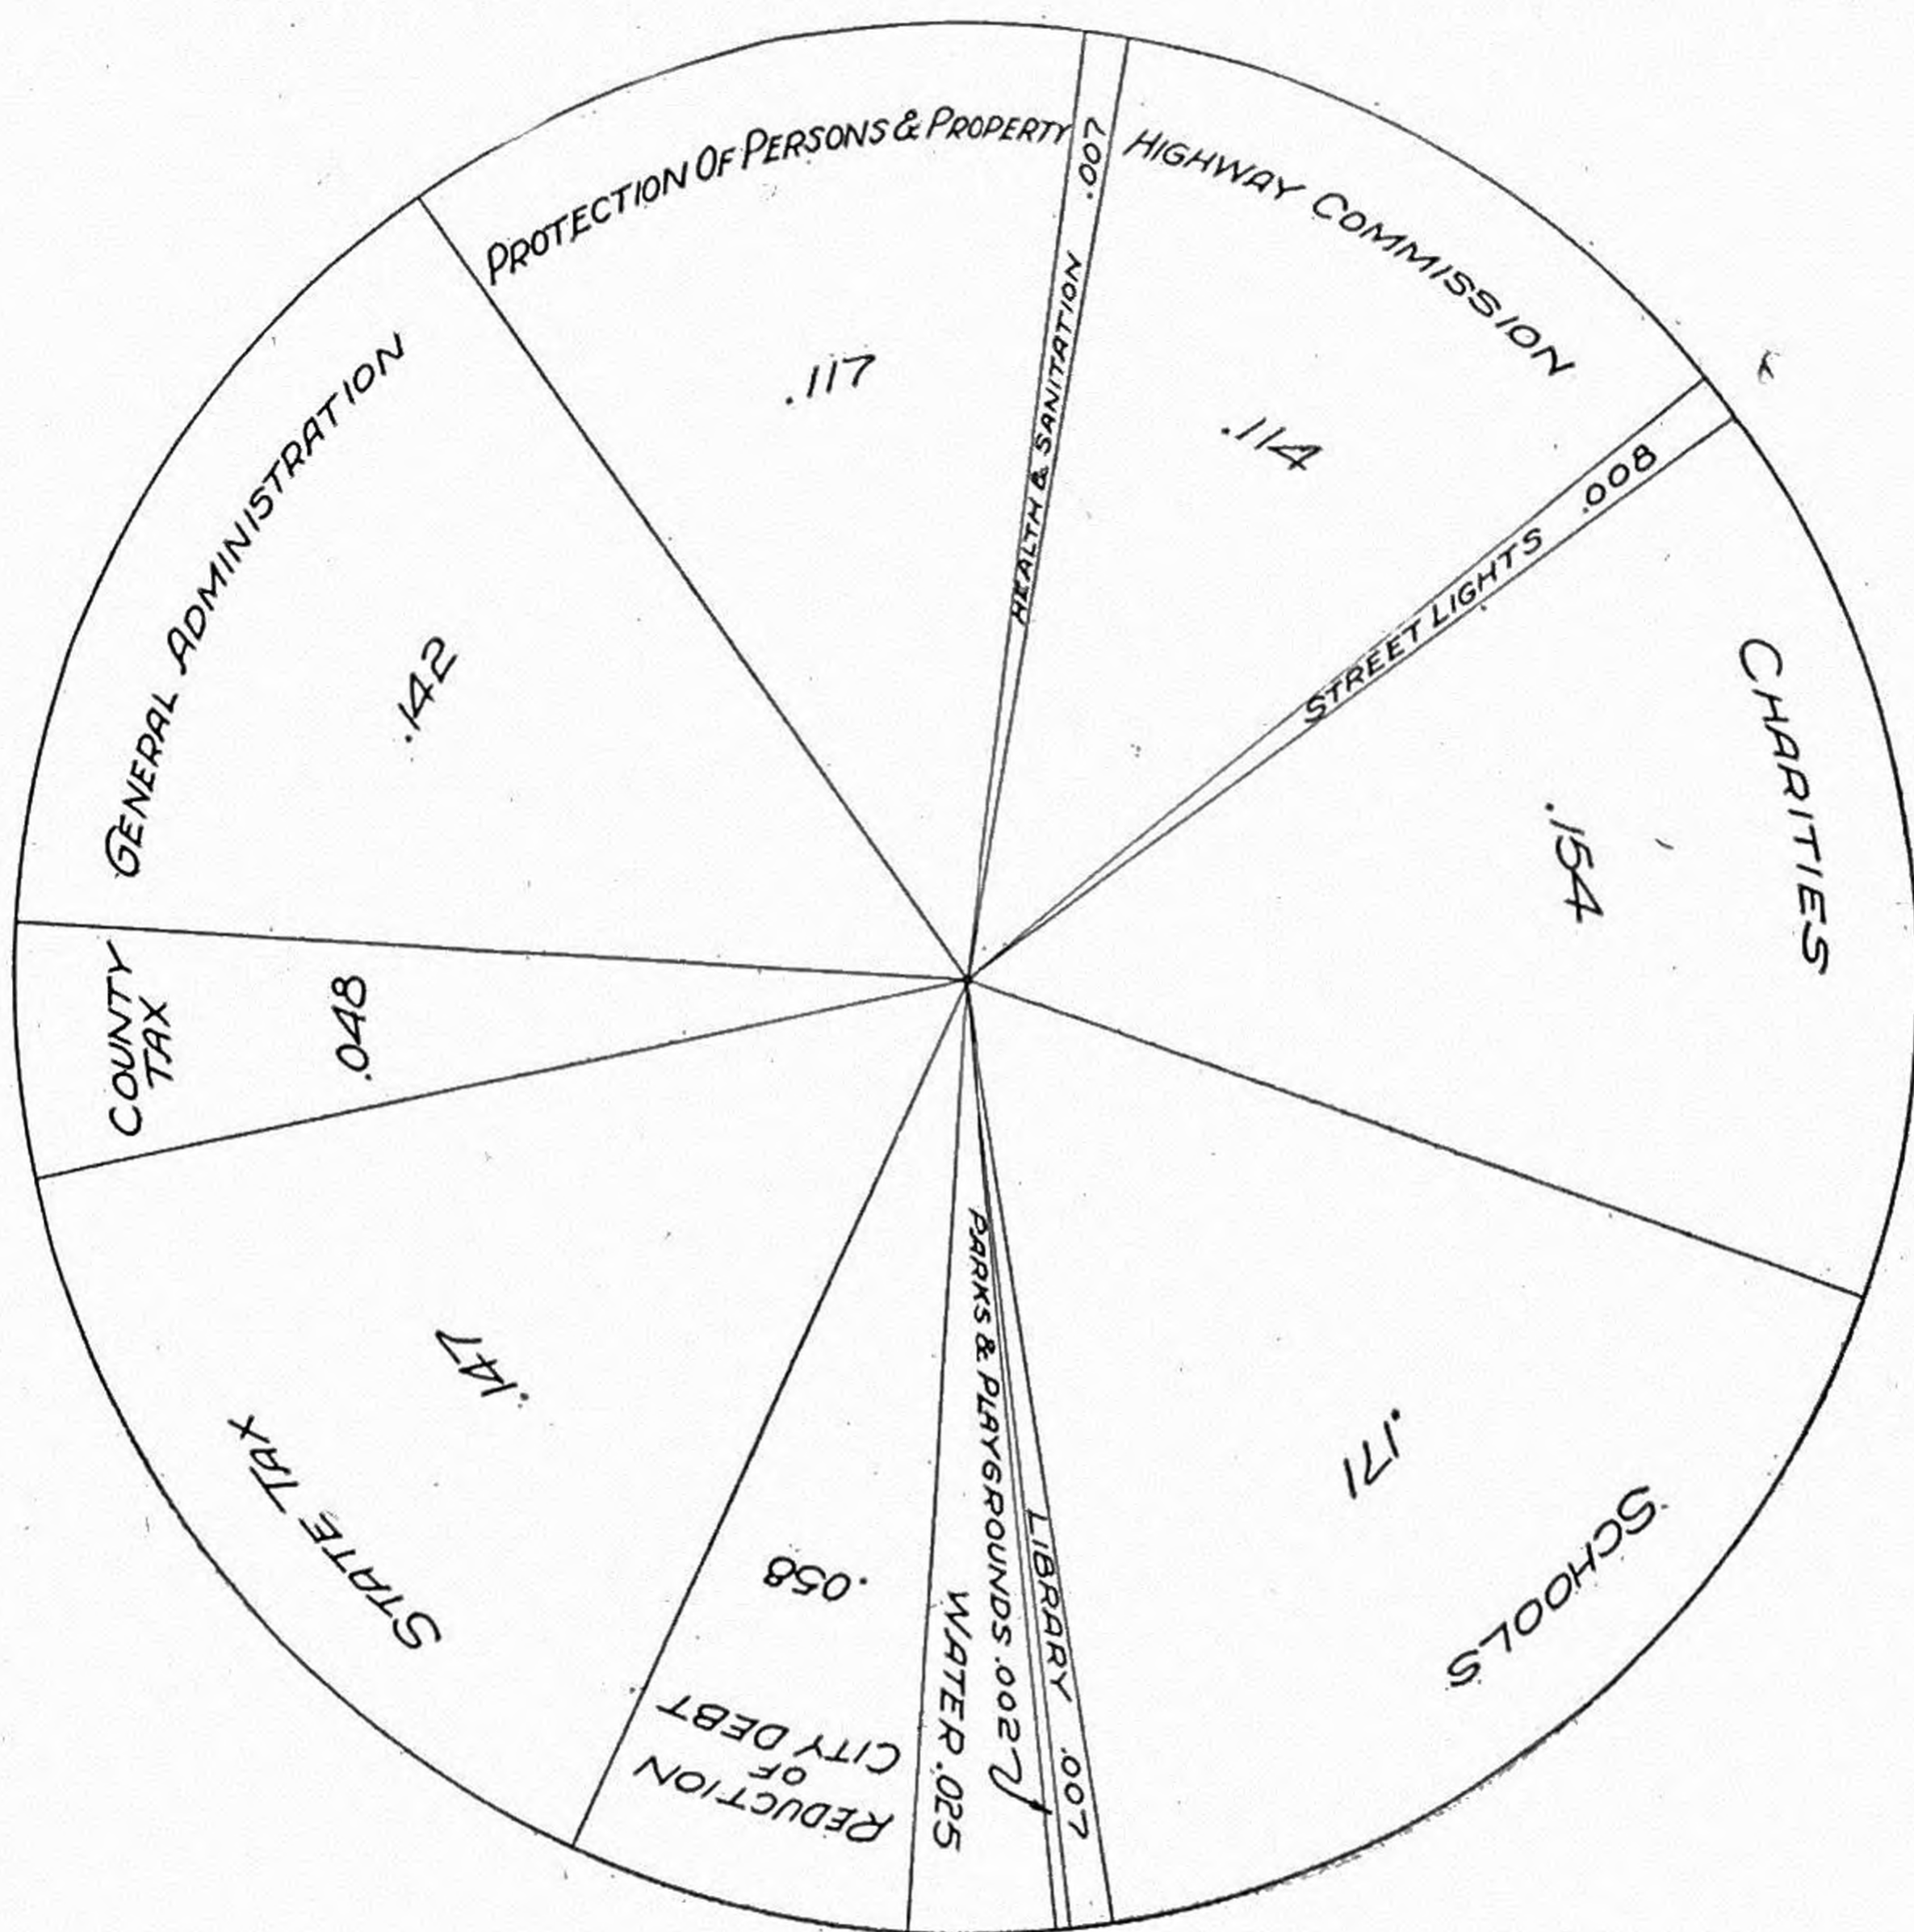 PROTECTION OF PERSONS & PROPERTY
.117
HEALTH & SANITATION .007
HIGHWAY COMMISSION
.114
STREET LIGHTS .008
CHARITIES
.154
SCHOOLS
.171
LIBRARY .007
PARKS & PLAYGROUNDS .002
WATER .025
REDUCTION
OF
CITY DEBT
.058
STATE TAX
.147
COUNTY
TAX
.048
GENERAL ADMINISTRATION
.142